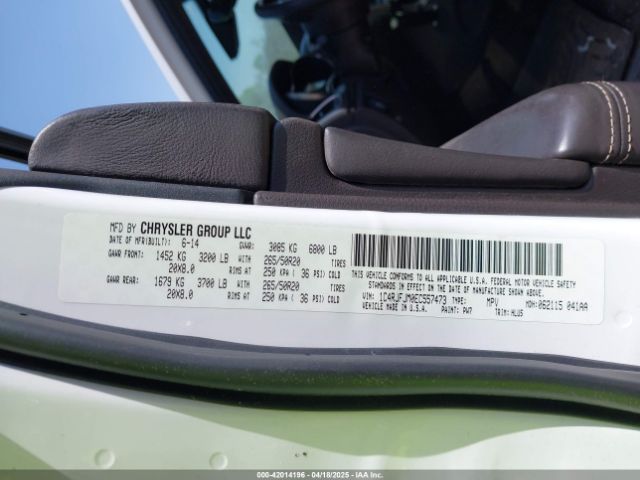 MFD BY CHRYSLER GROUP LLC
DATE OF MFR(BUILT): 6-14 GVWR: 3085 KG 6800 LB
GAWR FRONT: 1452 KG 3200 LB WITH 265/50R20 TIRES
20X8.0 RIMS AT 250 KPA ( 36 PSI) COLD
GAWR REAR: 1679 KG 3700 LB WITH 265/50R20 TIRES
20X8.0 RIMS AT 250 KPA ( 36 PSI) COLD
THIS VEHICLE CONFORMS TO ALL APPLICABLE U.S.A. FEDERAL MOTOR VEHICLE
STANDARDS IN EFFECT ON THE DATE OF MANUFACTURE SHOWN ABOVE.
VIN: 1C4RJFJM0EC557473 TYPE: MPV MDH:062115 041AA
VEHICLE MADE IN U.S.A. PAINT: PW7 TRIM: HLU5
000-42014196 - 04/18/2025 - IAA, Inc.